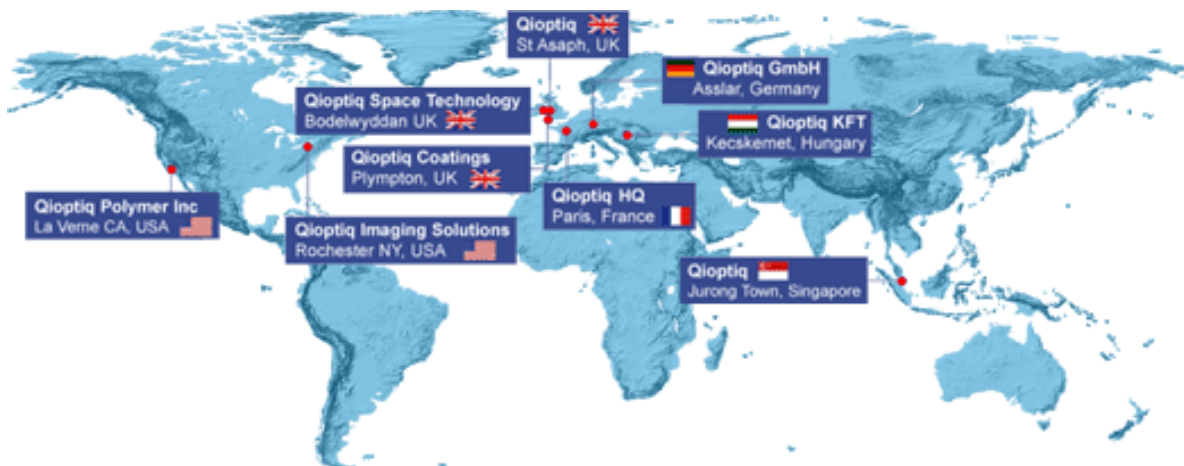 Qioptiq
St Asaph, UK
Qioptiq GmbH
Asslar, Germany
Qioptiq Space Technology
Bodelwyddan UK
Qioptiq KFT
Kecskemet, Hungary
Qioptiq Coatings
Plympton, UK
Qioptiq HQ
Paris, France
Qioptiq Polymer Inc
La Verne CA, USA
Qioptiq Imaging Solutions
Rochester NY, USA
Qioptiq
Jurong Town, Singapore